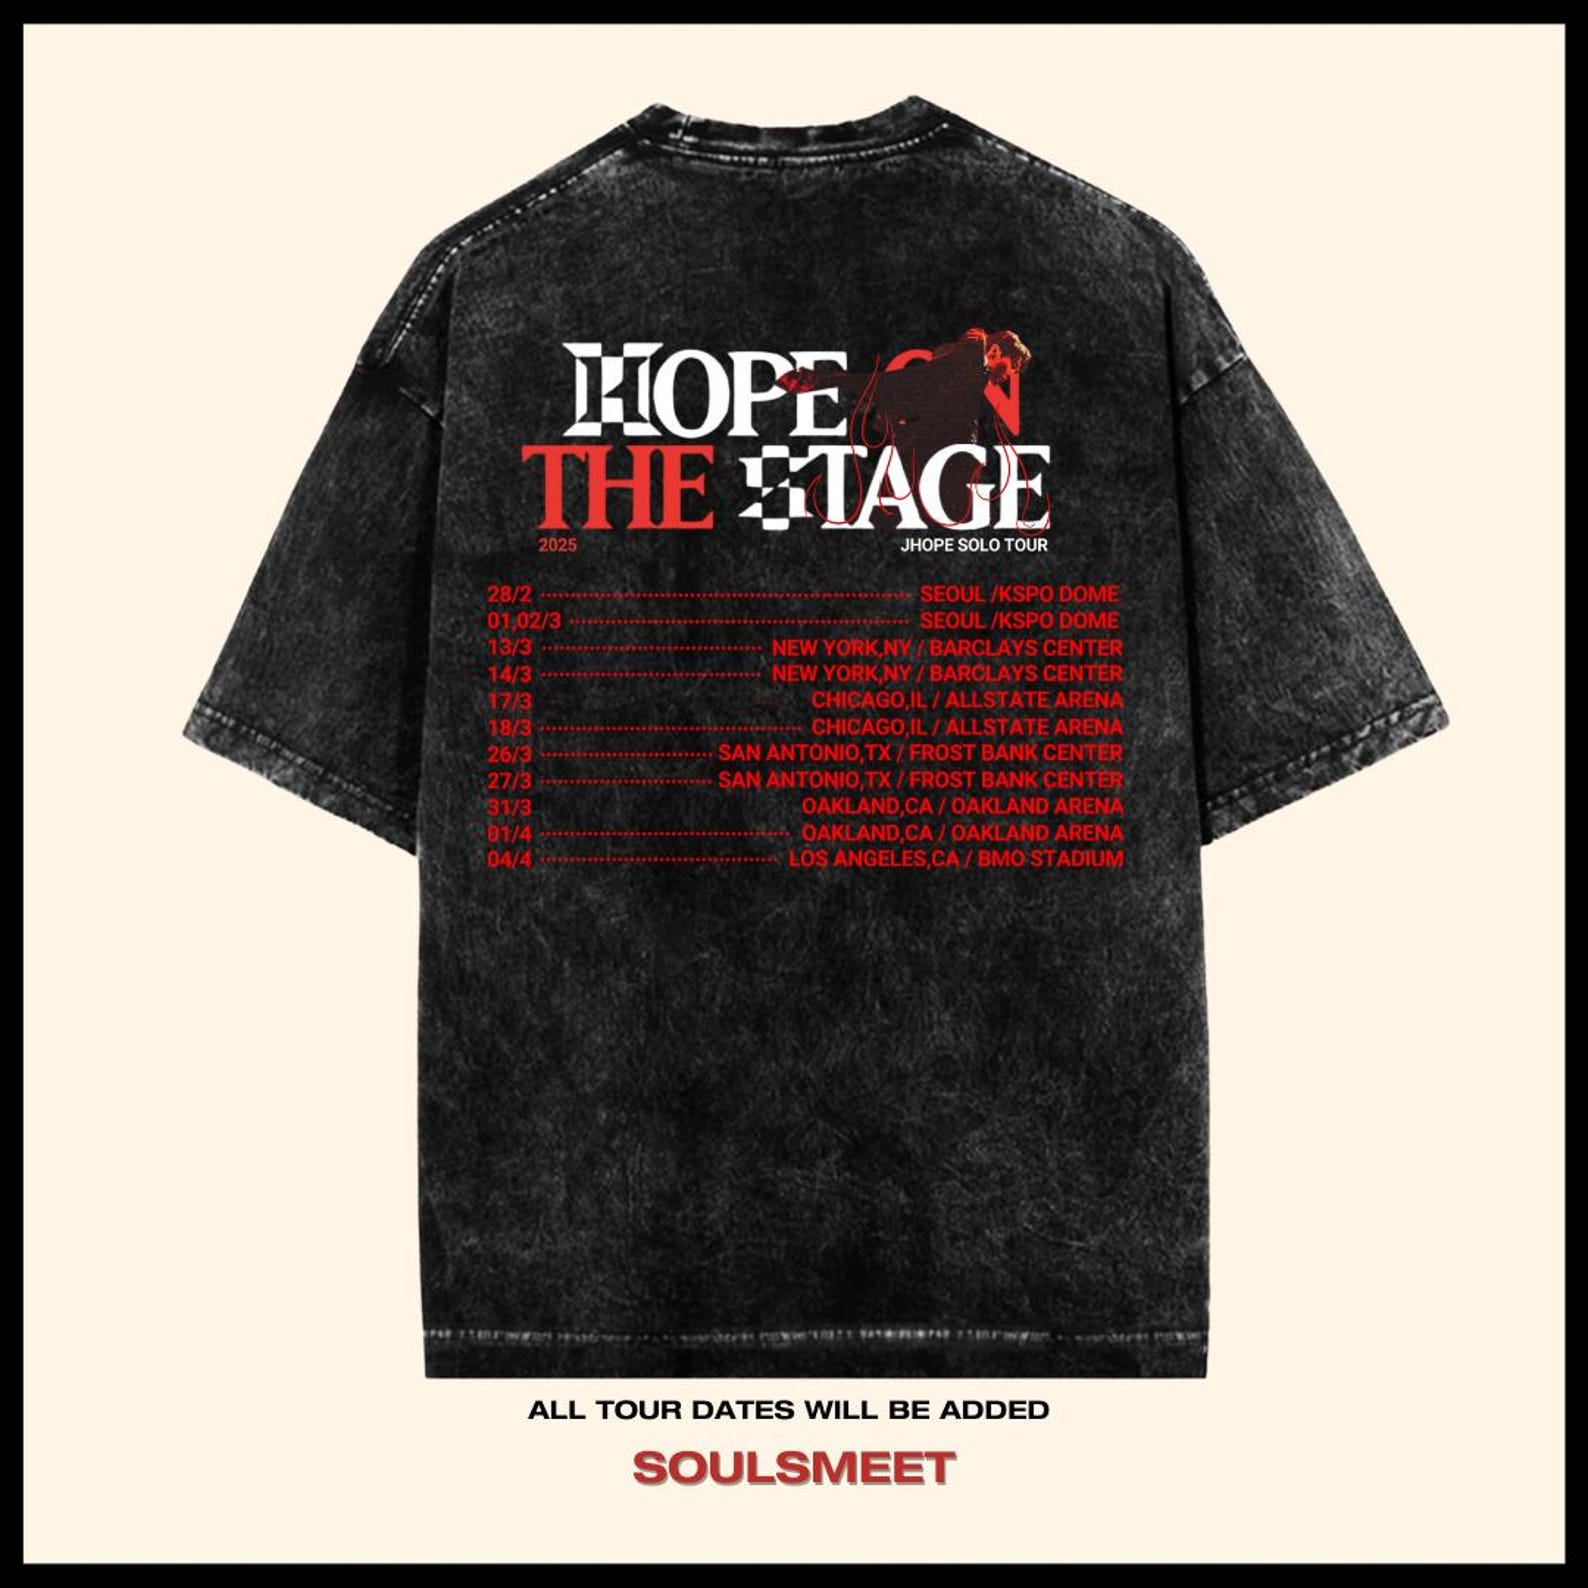 HOPE ON
THE STAGE
2025 JHOPE SOLO TOUR
28/2 SEOUL /KSPO DOME
01,02/3 SEOUL /KSPO DOME
13/3 NEW YORK,NY / BARCLAYS CENTER
14/3 NEW YORK,NY / BARCLAYS CENTER
17/3 CHICAGO,IL / ALLSTATE ARENA
18/3 CHICAGO,IL / ALLSTATE ARENA
26/3 SAN ANTONIO,TX / FROST BANK CENTER
27/3 SAN ANTONIO,TX / FROST BANK CENTER
31/3 OAKLAND,CA / OAKLAND ARENA
01/4 OAKLAND,CA / OAKLAND ARENA
04/4 LOS ANGELES,CA / BMO STADIUM
ALL TOUR DATES WILL BE ADDED
SOULSMEET